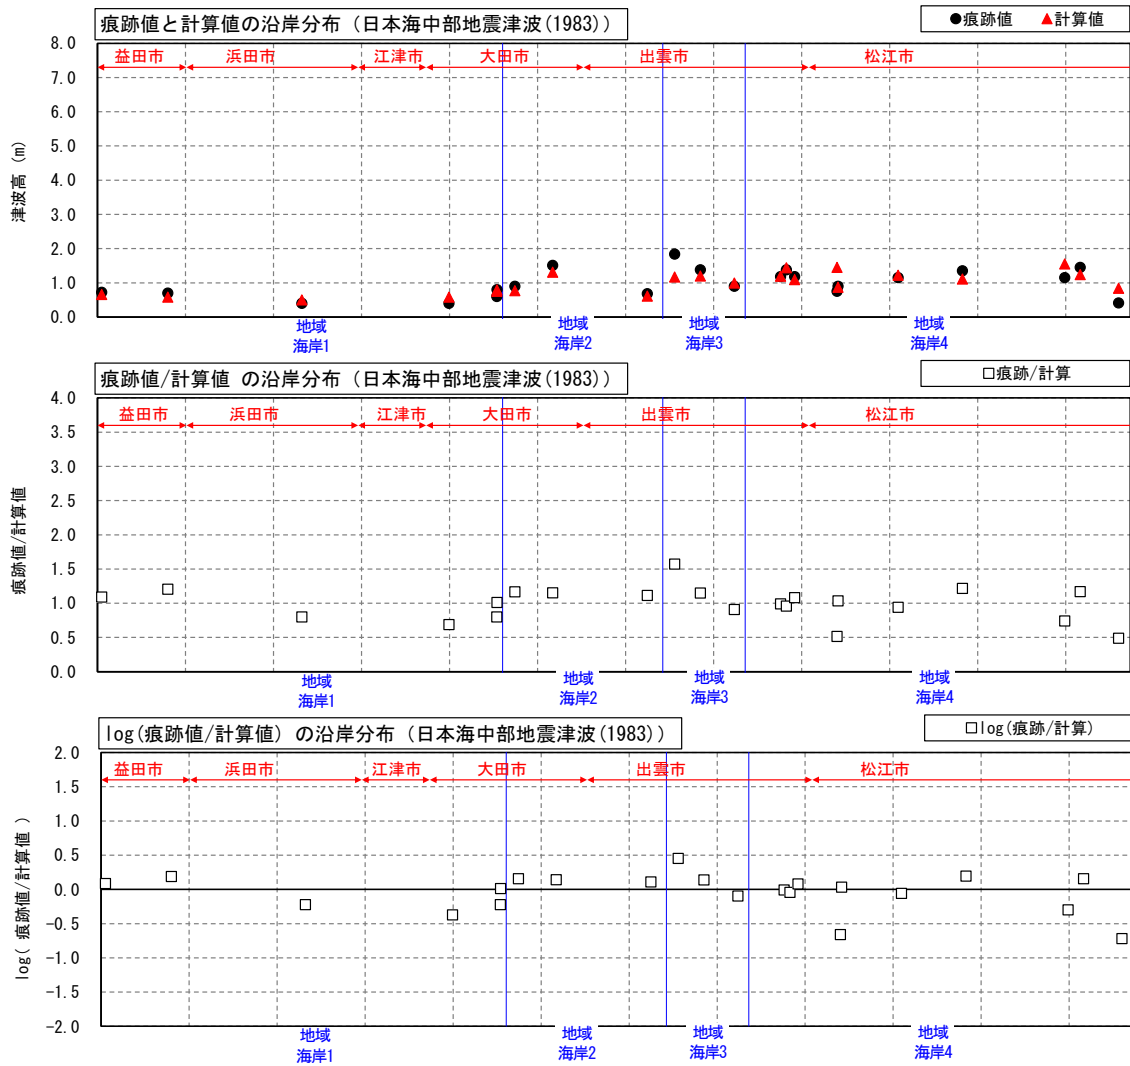 痕跡値と計算値の沿岸分布（日本海中部地震津波(1983)）
●痕跡値 ▲計算値
8.0
7.0
6.0
5.0
4.0
3.0
2.0
1.0
0.0
津波高 (m)
益田市 浜田市 江津市 大田市 出雲市 松江市
地域海岸1
地域海岸2
地域海岸3
地域海岸4
痕跡値/計算値 の沿岸分布（日本海中部地震津波(1983)）
□痕跡/計算
4.0
3.5
3.0
2.5
2.0
1.5
1.0
0.5
0.0
痕跡値/計算値
益田市 浜田市 江津市 大田市 出雲市 松江市
地域海岸1
地域海岸2
地域海岸3
地域海岸4
log(痕跡値/計算値) の沿岸分布（日本海中部地震津波(1983)）
□log(痕跡/計算)
2.0
1.5
1.0
0.5
0.0
-0.5
-1.0
-1.5
-2.0
log( 痕跡値/計算値 )
益田市 浜田市 江津市 大田市 出雲市 松江市
地域海岸1
地域海岸2
地域海岸3
地域海岸4